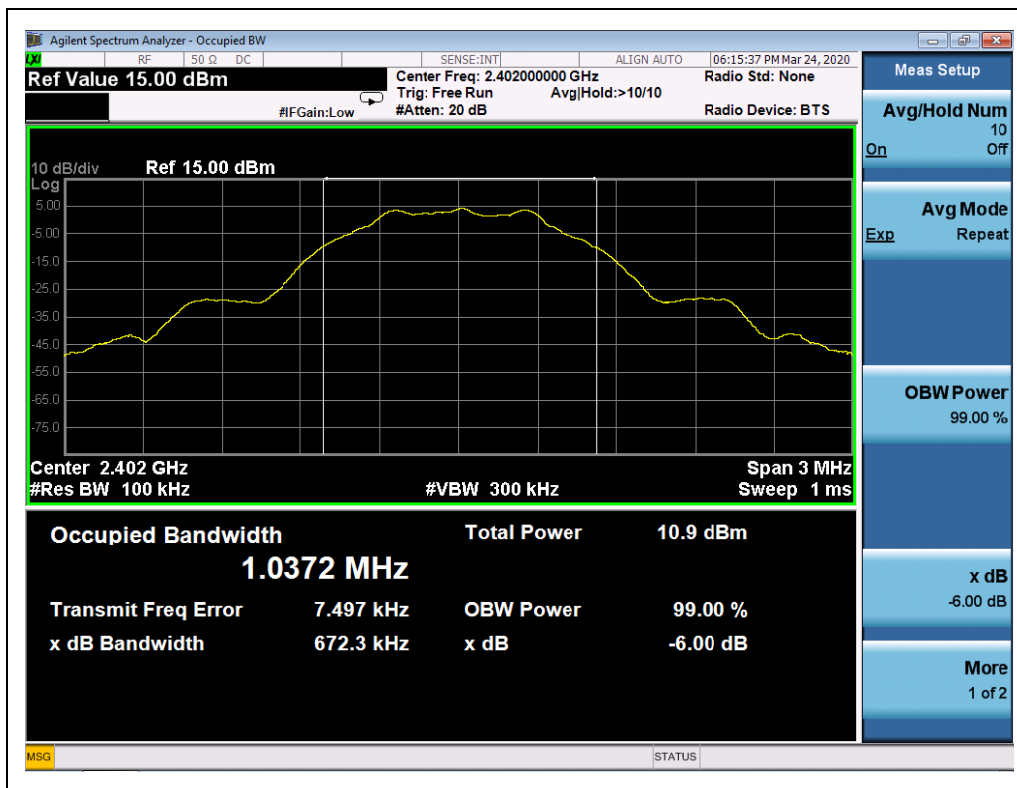 Agilent Spectrum Analyzer - Occupied BW
LXI RF 50 Ω DC SENSE:INT ALIGN AUTO 06:15:37 PM Mar 24, 2020
Ref Value 15.00 dBm Center Freq: 2.402000000 GHz Radio Std: None
Trig: Free Run Avg|Hold:>10/10
#IFGain:Low #Atten: 20 dB Radio Device: BTS
10 dB/div Ref 15.00 dBm
Log
5.00
-5.00
-15.0
-25.0
-35.0
-45.0
-55.0
-65.0
-75.0
Center 2.402 GHz Span 3 MHz
#Res BW 100 kHz #VBW 300 kHz Sweep 1 ms
Occupied Bandwidth Total Power 10.9 dBm
1.0372 MHz
Transmit Freq Error 7.497 kHz OBW Power 99.00 %
x dB Bandwidth 672.3 kHz x dB -6.00 dB
Meas Setup
Avg/Hold Num
10
On Off
Avg Mode
Exp Repeat
OBW Power
99.00 %
x dB
-6.00 dB
More
1 of 2
MSG STATUS